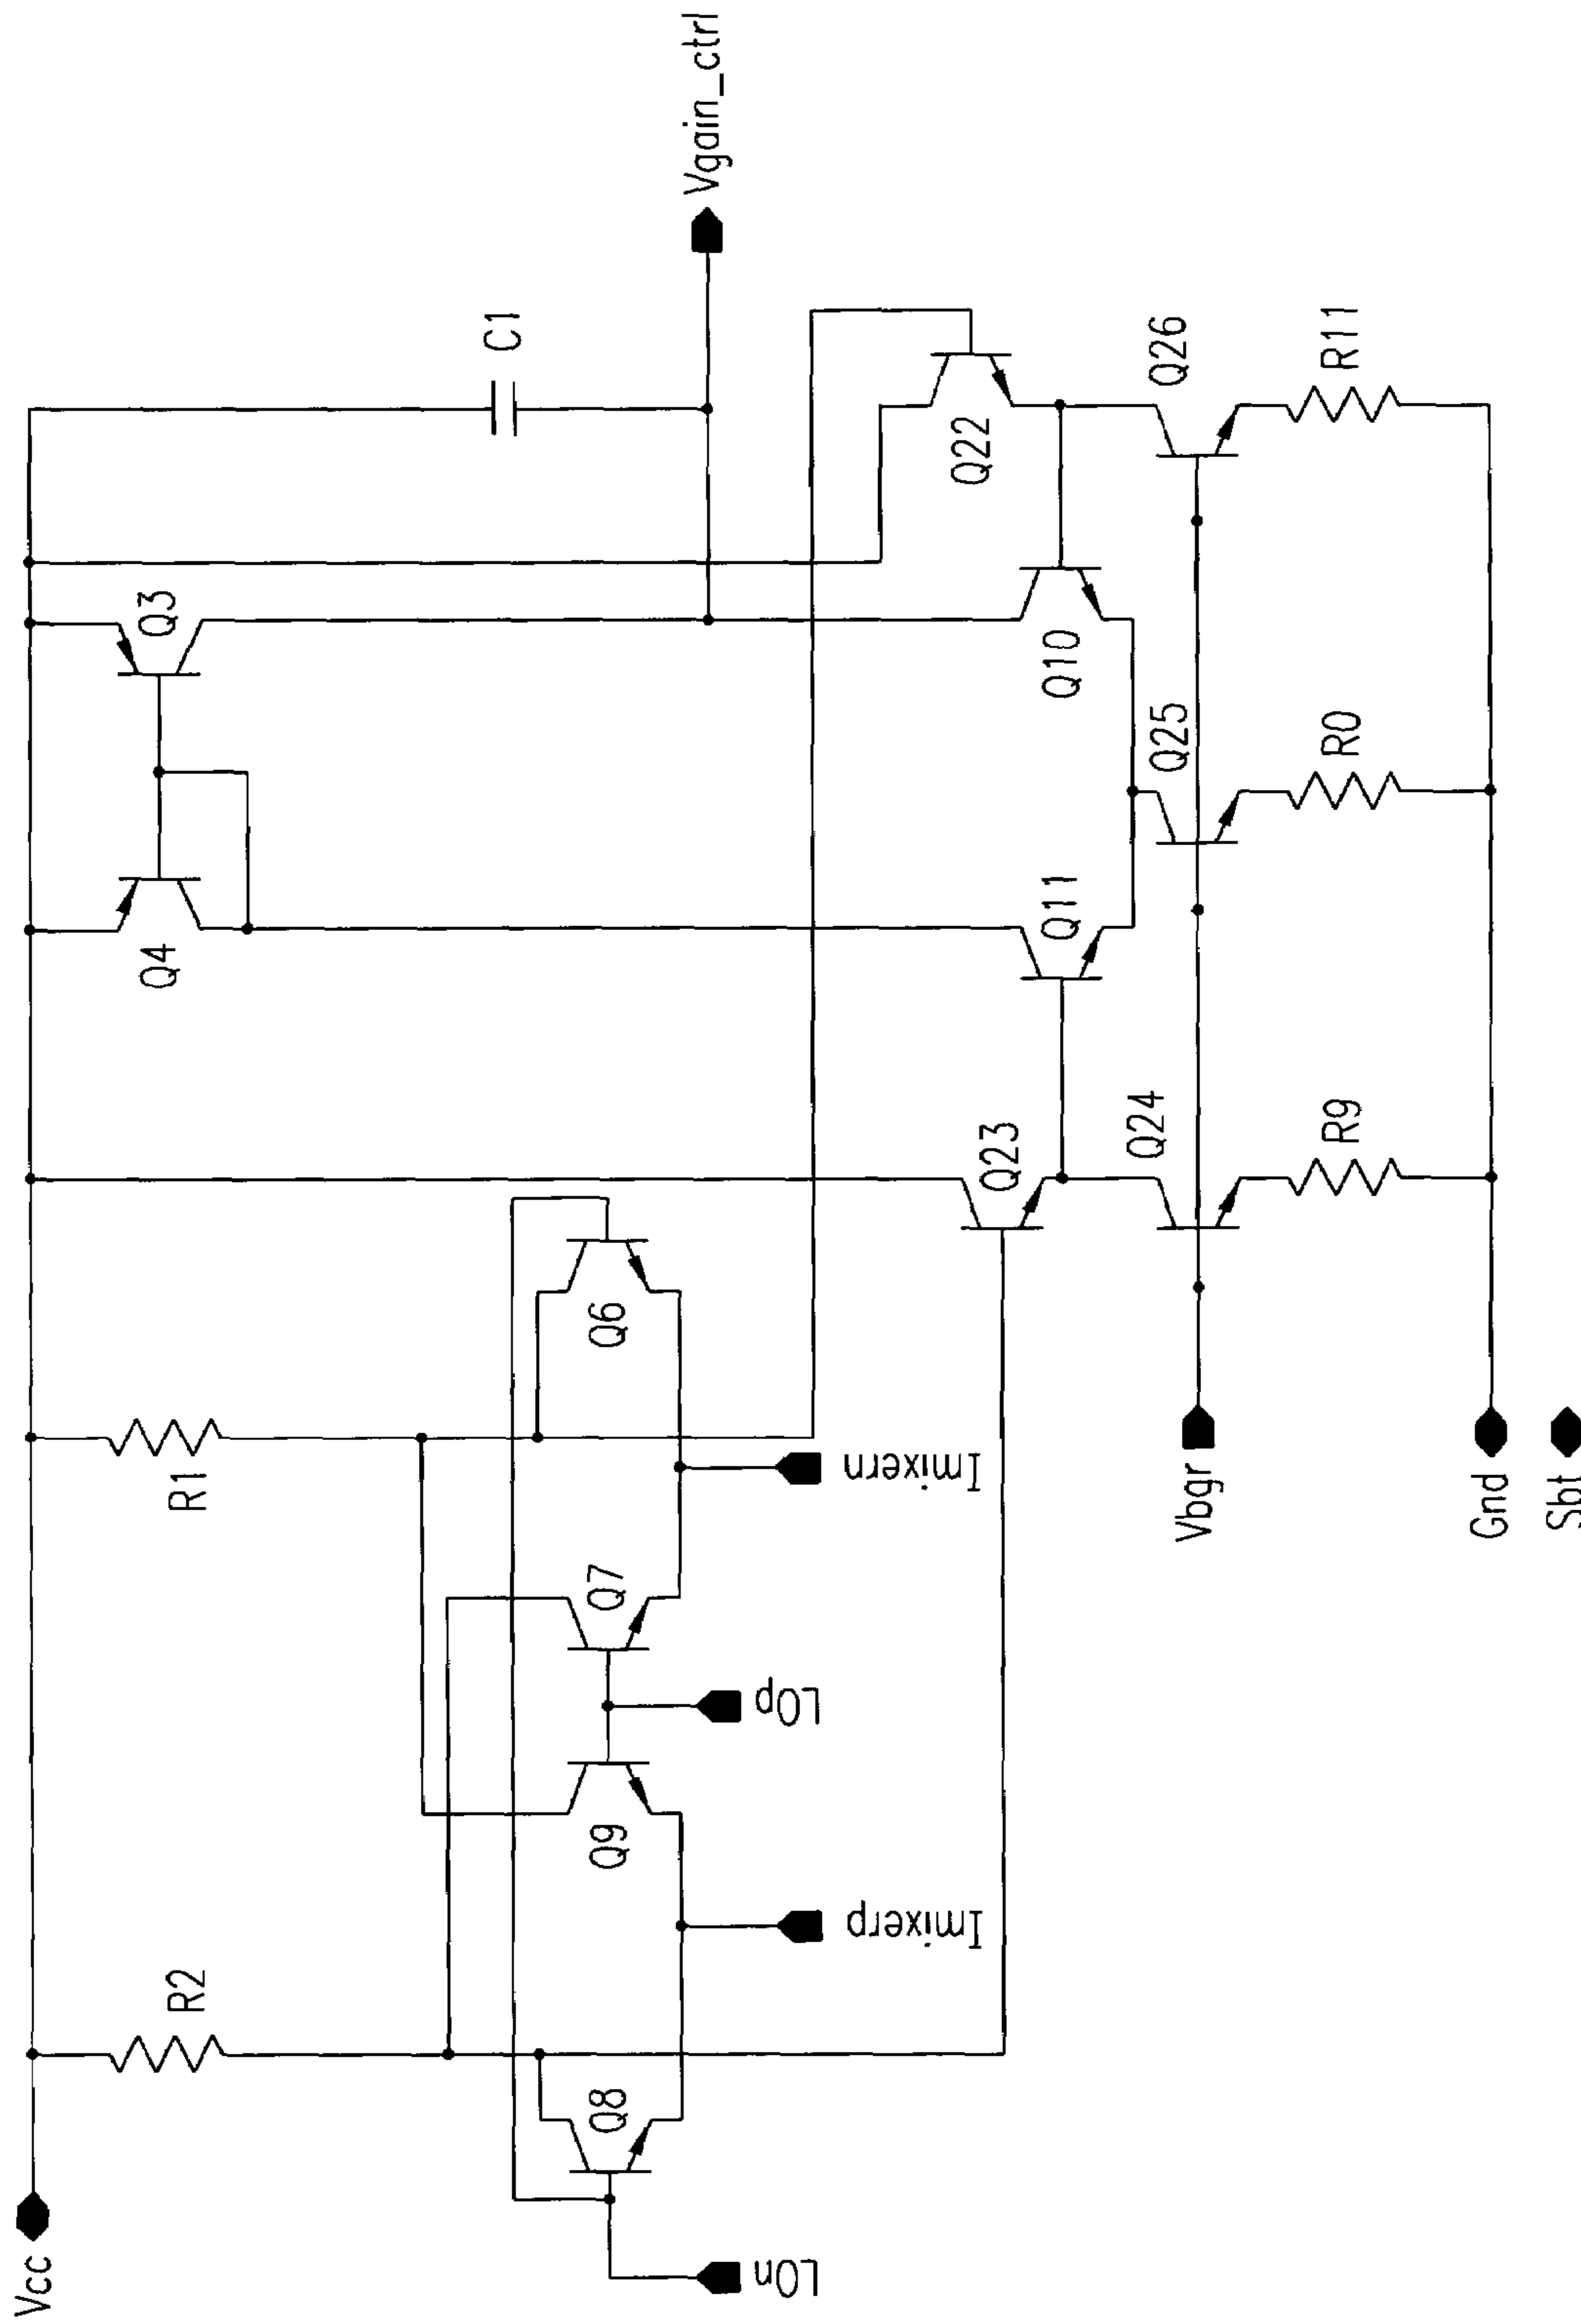 Vcc
R2
R1
Q4
Q3
C1
Vgain_ctrl
LOn
Q8
Q9
LOp
Q7
Q6
Imixerp
Imixern
Q23
Q11
Q10
Q22
Q24
Q25
Q26
Vbgr
R9
R0
R11
Gnd
Sbt